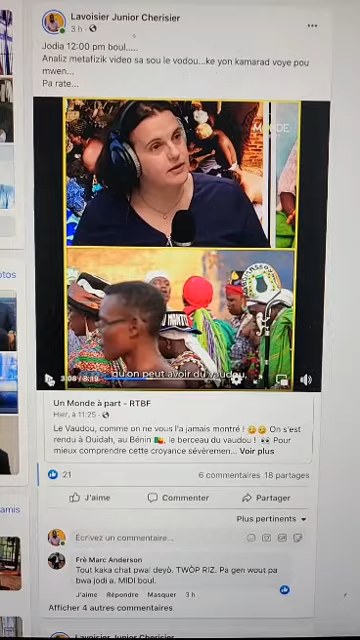 Lavoisier Junior Cherisier
3 h
Jodia 12:00 pm boul.....
Analiz metafizik video sa sou le vodou...ke yon kamarad voye pou
mwen...
Pa rate...
MONDE
qu'on peut avoir du vaudou,
Un Monde à part - RTBF
Hier, à 11:25
Le Vaudou, comme on ne vous l'a jamais montré ! On s'est
rendu à Ouidah, au Bénin, le berceau du vaudou ! Pour
mieux comprendre cette croyance sévèremen... Voir plus
21
6 commentaires 18 partages
J'aime
Commenter
Partager
Plus pertinents
Écrivez un commentaire...
Frè Marc Anderson
Tout kaka chat pwal deyò. TWÒP RIZ. Pa gen wout pa
bwa jodi a. MIDI boul.
J'aime Répondre Masquer 3 h
Afficher 4 autres commentaires
Lavoisier Junior Cherisier